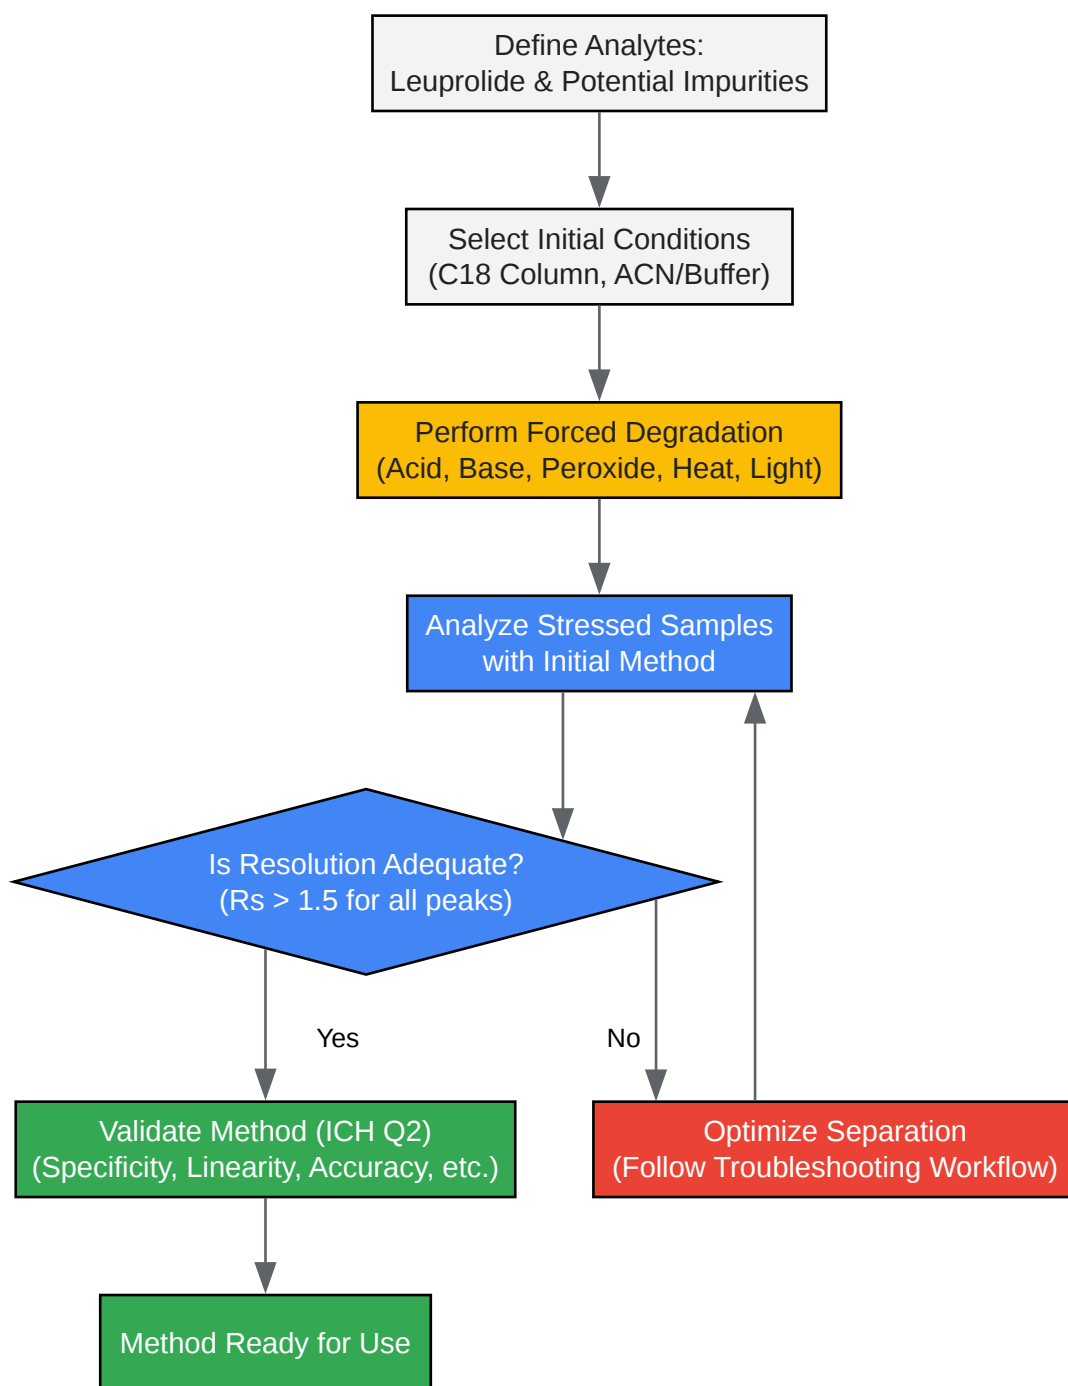 Define Analytes:
Leuprolide & Potential Impurities
Select Initial Conditions
(C18 Column, ACN/Buffer)
Perform Forced Degradation
(Acid, Base, Peroxide, Heat, Light)
Analyze Stressed Samples
with Initial Method
Is Resolution Adequate?
(Rs > 1.5 for all peaks)
Yes
No
Validate Method (ICH Q2)
(Specificity, Linearity, Accuracy, etc.)
Optimize Separation
(Follow Troubleshooting Workflow)
Method Ready for Use